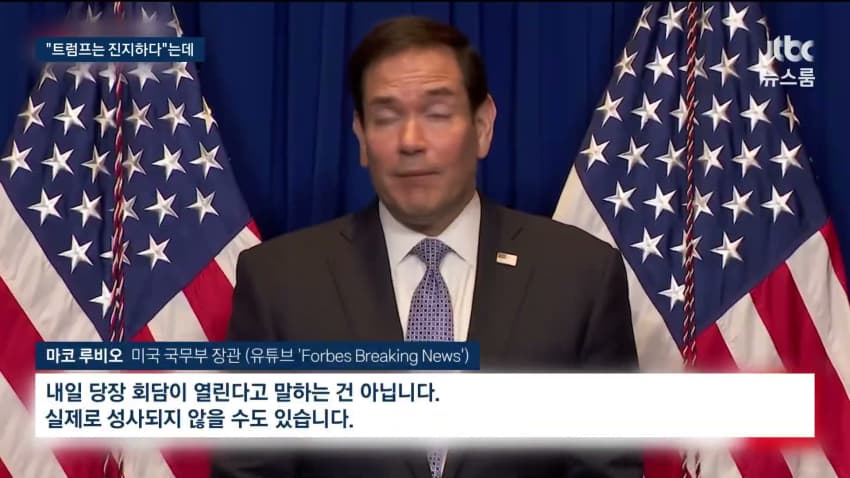 "트럼프는 진지하다"는데
jtbc
뉴스룸
마코 루비오 미국 국무부 장관 (유튜브 'Forbes Breaking News')
내일 당장 회담이 열린다고 말하는 건 아닙니다.
실제로 성사되지 않을 수도 있습니다.